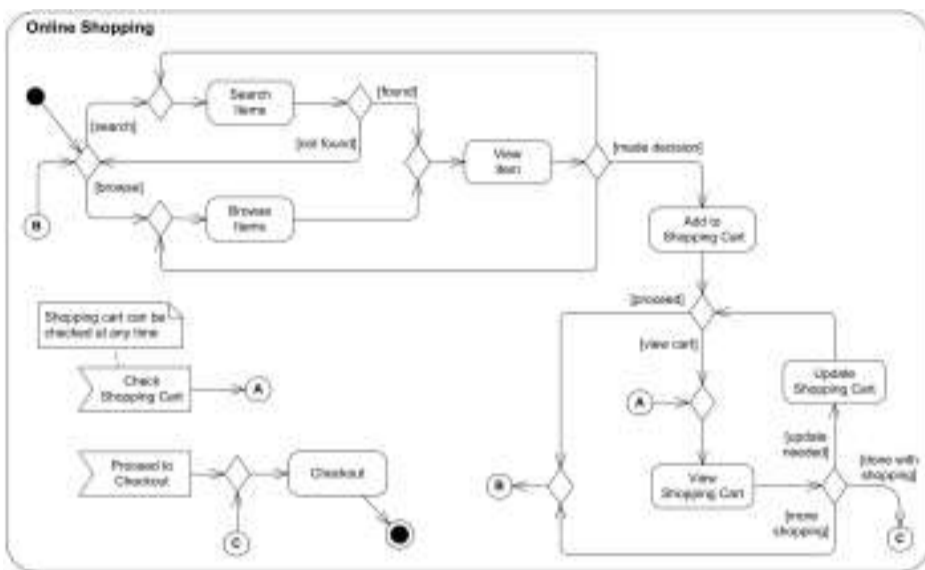 Online Shopping
Search
Items
[found]
[search]
[not found]
View
Item
[made decision]
[browse]
B
Browse
Items
Add to
Shopping Cart
Shopping cart can be
checked at any time
[proceed]
[view cart]
Check
Shopping Cart
A
A
Update
Shopping Cart
[update
needed]
[done with
shopping]
Proceed to
Checkout
Checkout
B
View
Shopping Cart
[more
shopping]
C
C